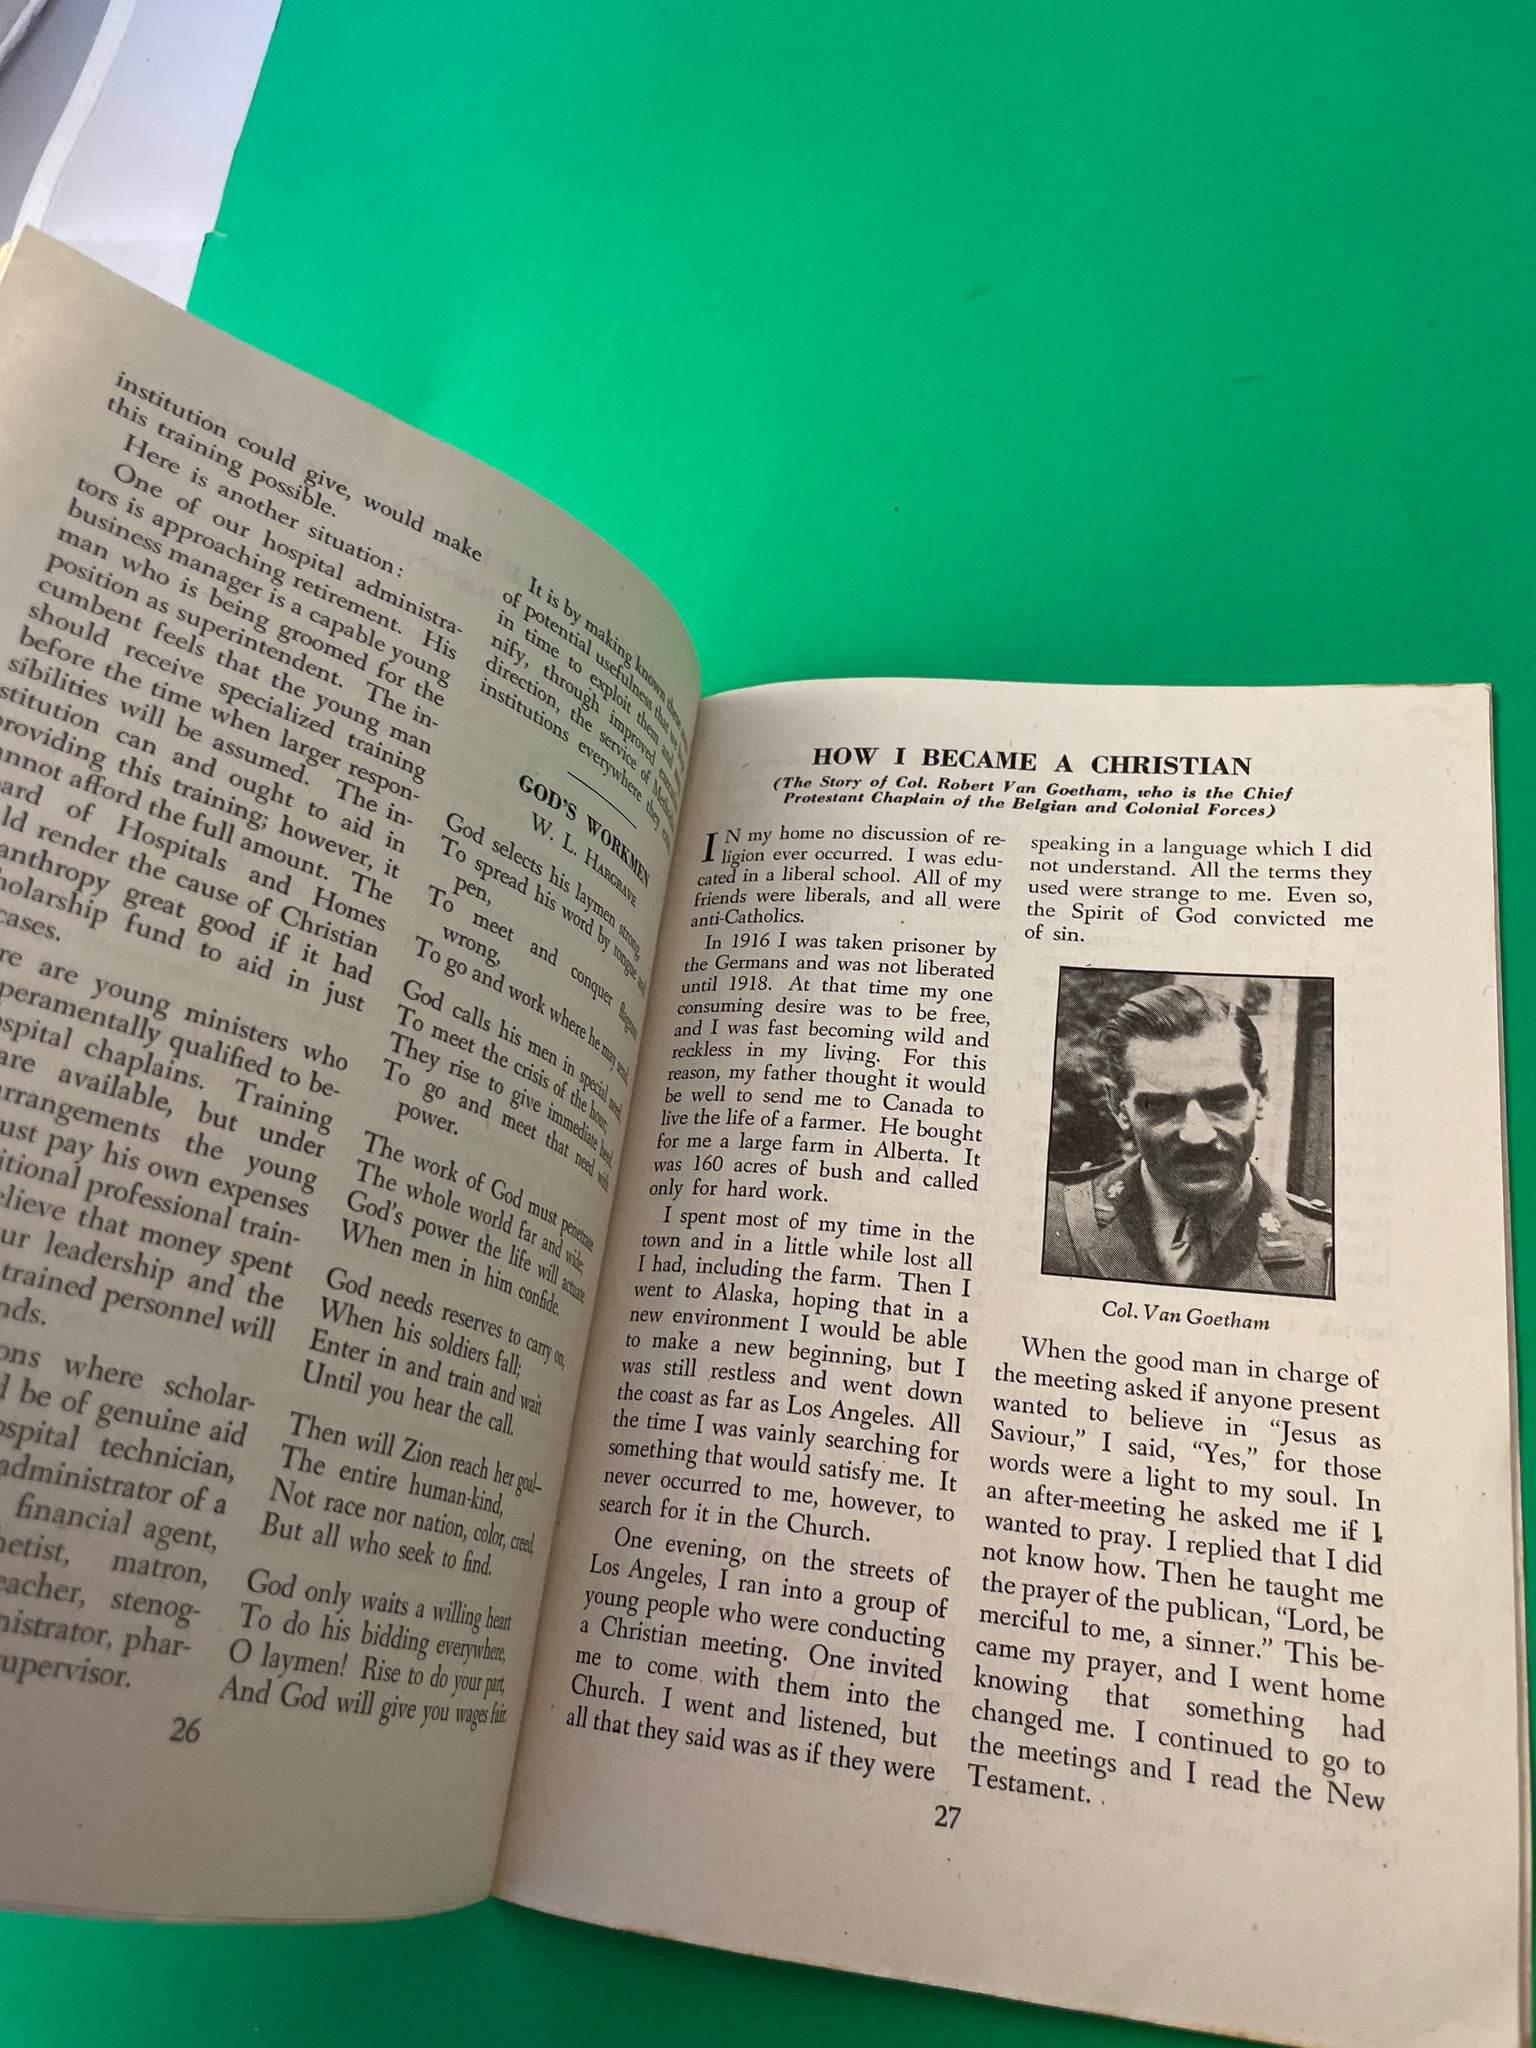 institution could give, would make
this training possible.
Here is another situation:
One of our hospital administra-
tors is approaching retirement. His
business manager is a capable young
man who is being groomed for the
position as superintendent. The in-
cumbent feels that the young man
should receive specialized training
before the time when larger respon-
sibilities will be assumed. The in-
stitution can and ought to aid in
providing this training; however, it
cannot afford the full amount. The
of Hospitals and Homes
render the cause of Christian
great good if it had
fund to aid in just
cases.
are young ministers who
qualified to be-
chaplains. Training
are available, but under
arrangements the young
pay his own expenses
professional train-
believe that money spent
leadership and the
trained personnel will
where scholar-
be of genuine aid
technician,
administrator of a
financial agent,
matron,
stenog-
phar-
supervisor.
It is by making known these
of potential usefulness that we
in time to exploit them and
nify, through improved
direction, the service of
institutions everywhere they
GOD'S WORKMEN
W. L. HARGRAVE
God selects his laymen strong,
To spread his word by tongue and
pen,
To meet and conquer flagrant
wrong,
To go and work where he may send.
God calls his men in special need,
To meet the crisis of the hour;
They rise to give immediate heed,
To go and meet that need with
power.
The work of God must penetrate
The whole world far and wide;
God's power the life will actuate
When men in him confide.
God needs reserves to carry on,
When his soldiers fall;
Enter in and train and wait
Until you hear the call.
Then will Zion reach her goal—
The entire human-kind,
Not race nor nation, color, creed,
But all who seek to find.
God only waits a willing heart
To do his bidding everywhere,
O laymen! Rise to do your part,
And God will give you wages fair.
26
HOW I BECAME A CHRISTIAN
(The Story of Col. Robert Van Goetham, who is the Chief
Protestant Chaplain of the Belgian and Colonial Forces)
IN my home no discussion of re-
ligion ever occurred. I was edu-
cated in a liberal school. All of my
friends were liberals, and all were
anti-Catholics.
In 1916 I was taken prisoner by
the Germans and was not liberated
until 1918. At that time my one
consuming desire was to be free,
and I was fast becoming wild and
reckless in my living. For this
reason, my father thought it would
be well to send me to Canada to
live the life of a farmer. He bought
for me a large farm in Alberta. It
was 160 acres of bush and called
only for hard work.
I spent most of my time in the
town and in a little while lost all
I had, including the farm. Then I
went to Alaska, hoping that in a
new environment I would be able
to make a new beginning, but I
was still restless and went down
the coast as far as Los Angeles. All
the time I was vainly searching for
something that would satisfy me. It
never occurred to me, however, to
search for it in the Church.
One evening, on the streets of
Los Angeles, I ran into a group of
young people who were conducting
a Christian meeting. One invited
me to come with them into the
Church. I went and listened, but
all that they said was as if they were
speaking in a language which I did
not understand. All the terms they
used were strange to me. Even so,
the Spirit of God convicted me
of sin.
Col. Van Goetham
When the good man in charge of
the meeting asked if anyone present
wanted to believe in "Jesus as
Saviour," I said, "Yes," for those
words were a light to my soul. In
an after-meeting he asked me if I
wanted to pray. I replied that I did
not know how. Then he taught me
the prayer of the publican, "Lord, be
merciful to me, a sinner." This be-
came my prayer, and I went home
knowing that something had
changed me. I continued to go to
the meetings and I read the New
Testament.
27